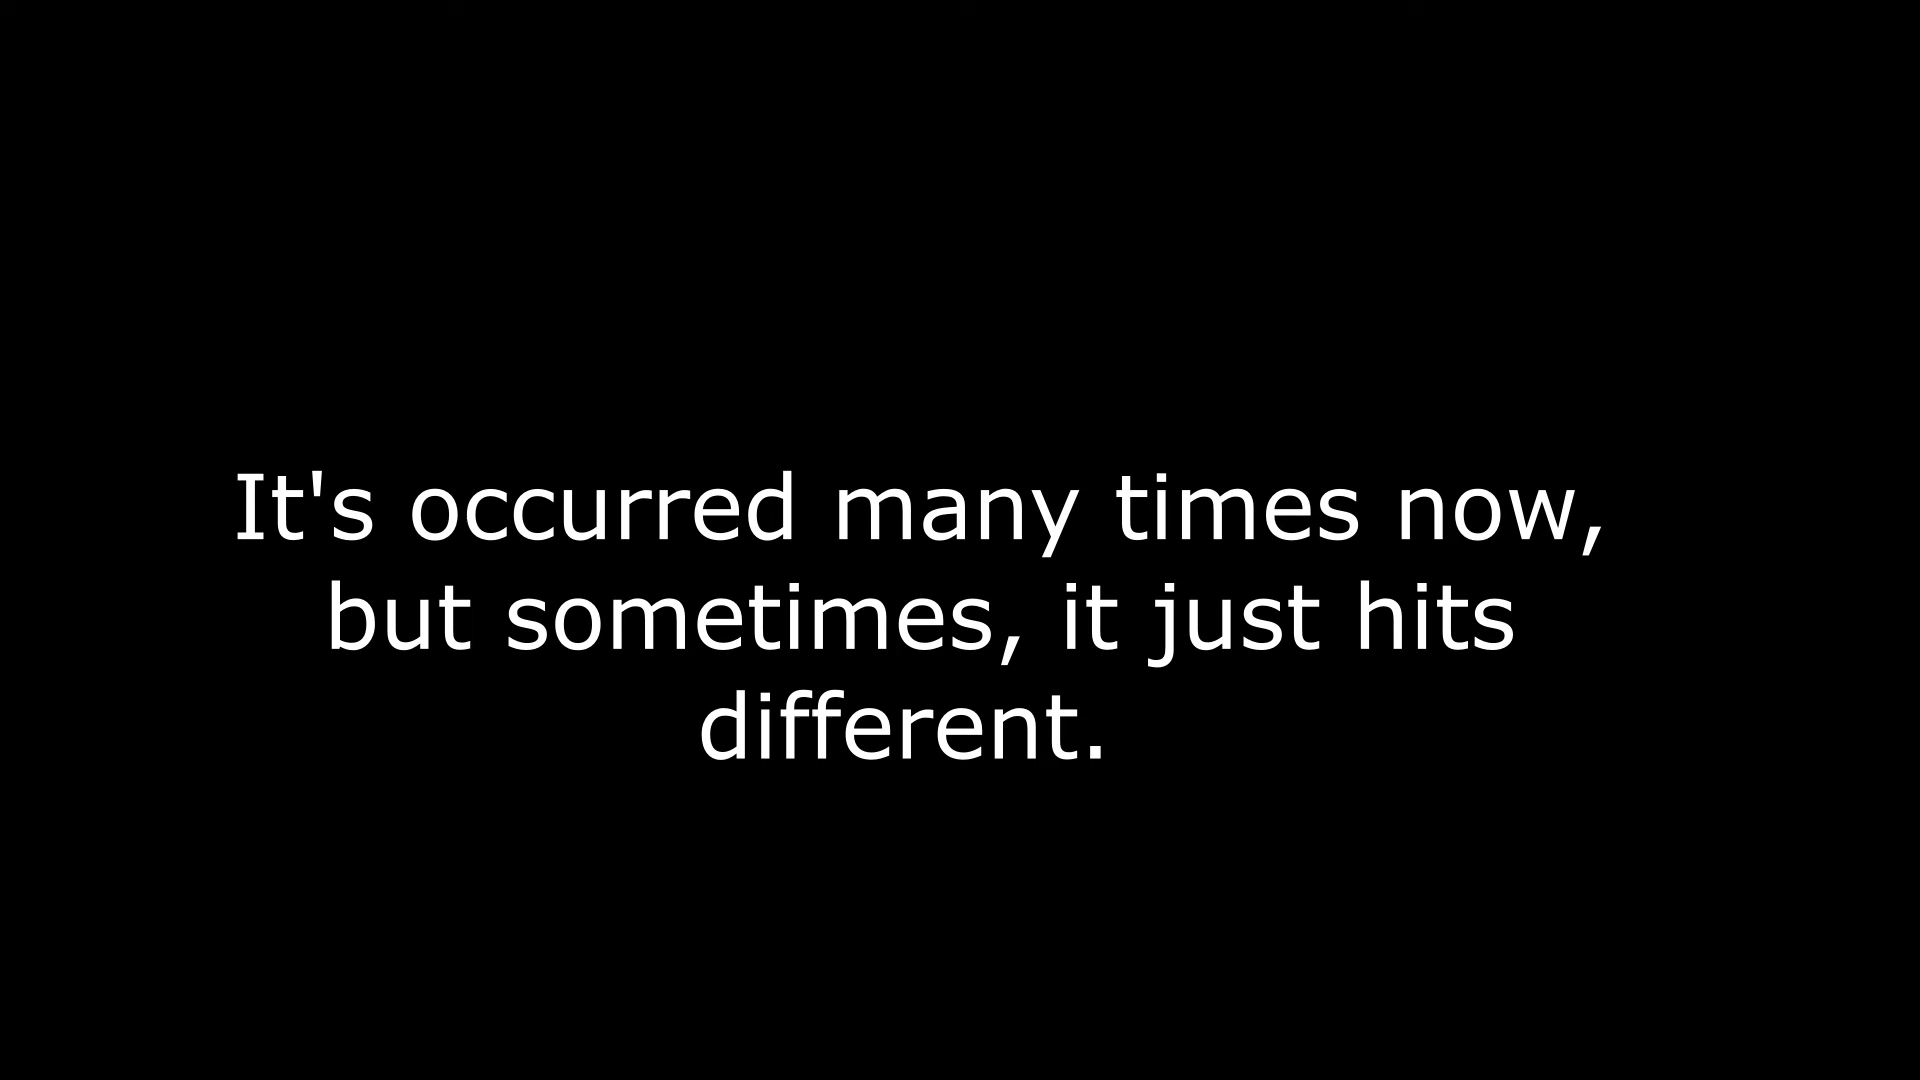 It's occurred many times now,
but sometimes, it just hits
different.